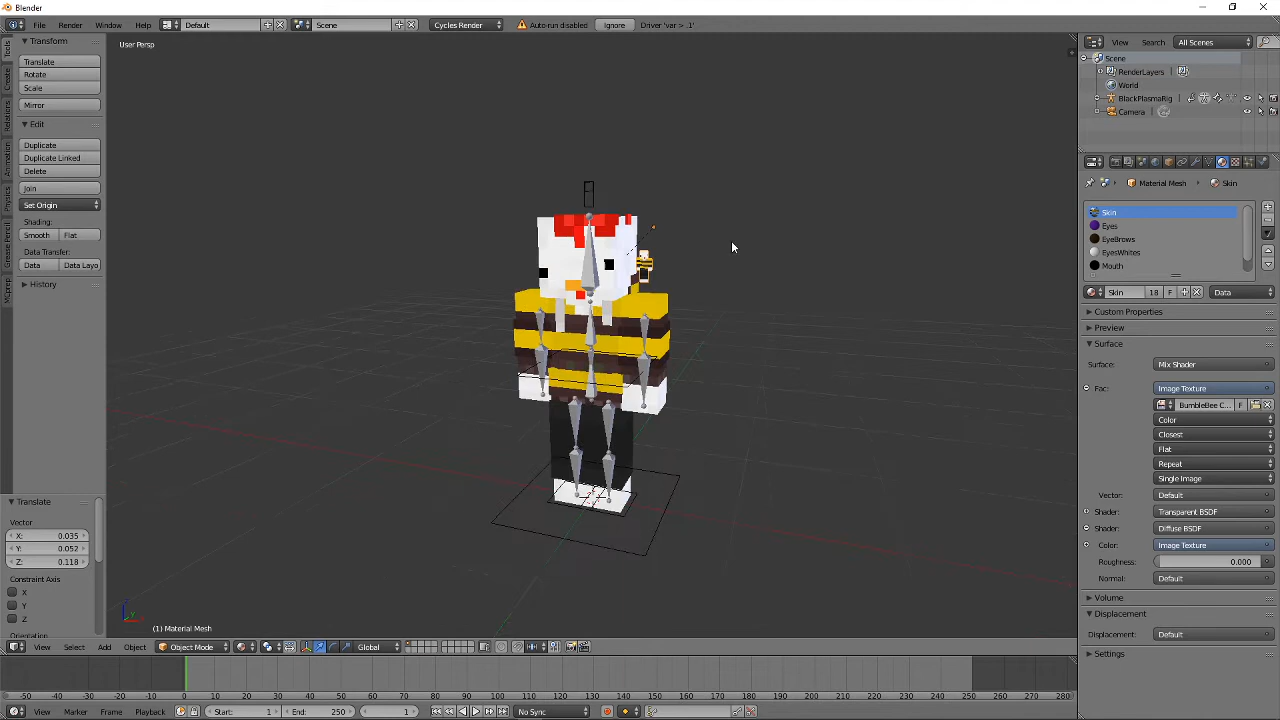 Blender
File Render Window Help Default Scene Cycles Render Auto-run disabled Ignore Driver 'var > .1'
Transform
Translate
Rotate
Scale
Mirror
Edit
Duplicate
Duplicate Linked
Delete
Join
Set Origin
Shading:
Smooth Flat
Data Transfer:
Data Data Layo
History
Tools
Create
Relations
Animation
Physics
Grease Pencil
MCprep
Translate
Vector
X: 0.035
Y: 0.052
Z: 0.118
Constraint Axis
X
Y
Z
Orientation
User Persp
(1) Material Mesh
View Select Add Object Object Mode Global
-50 -40 -30 -20 -10 0 10 20 30 40 50 60 70 80 90 100 110 120 130 140 150 160 170 180 190 200 210 220 230 240 250 260 270 280
View Marker Frame Playback Start: 1 End: 250 1 No Sync
View Search All Scenes
Scene
RenderLayers
World
BlackPlasmaRig
Camera
Material Mesh Skin
Skin
Eyes
EyeBrows
EyesWhites
Mouth
Skin 18 F Data
Custom Properties
Preview
Surface
Surface: Mix Shader
Fac: Image Texture
BumbleBee C... F
Color
Closest
Flat
Repeat
Single Image
Vector: Default
Shader: Transparent BSDF
Shader: Diffuse BSDF
Color: Image Texture
Roughness: 0.000
Normal: Default
Volume
Displacement
Displacement: Default
Settings